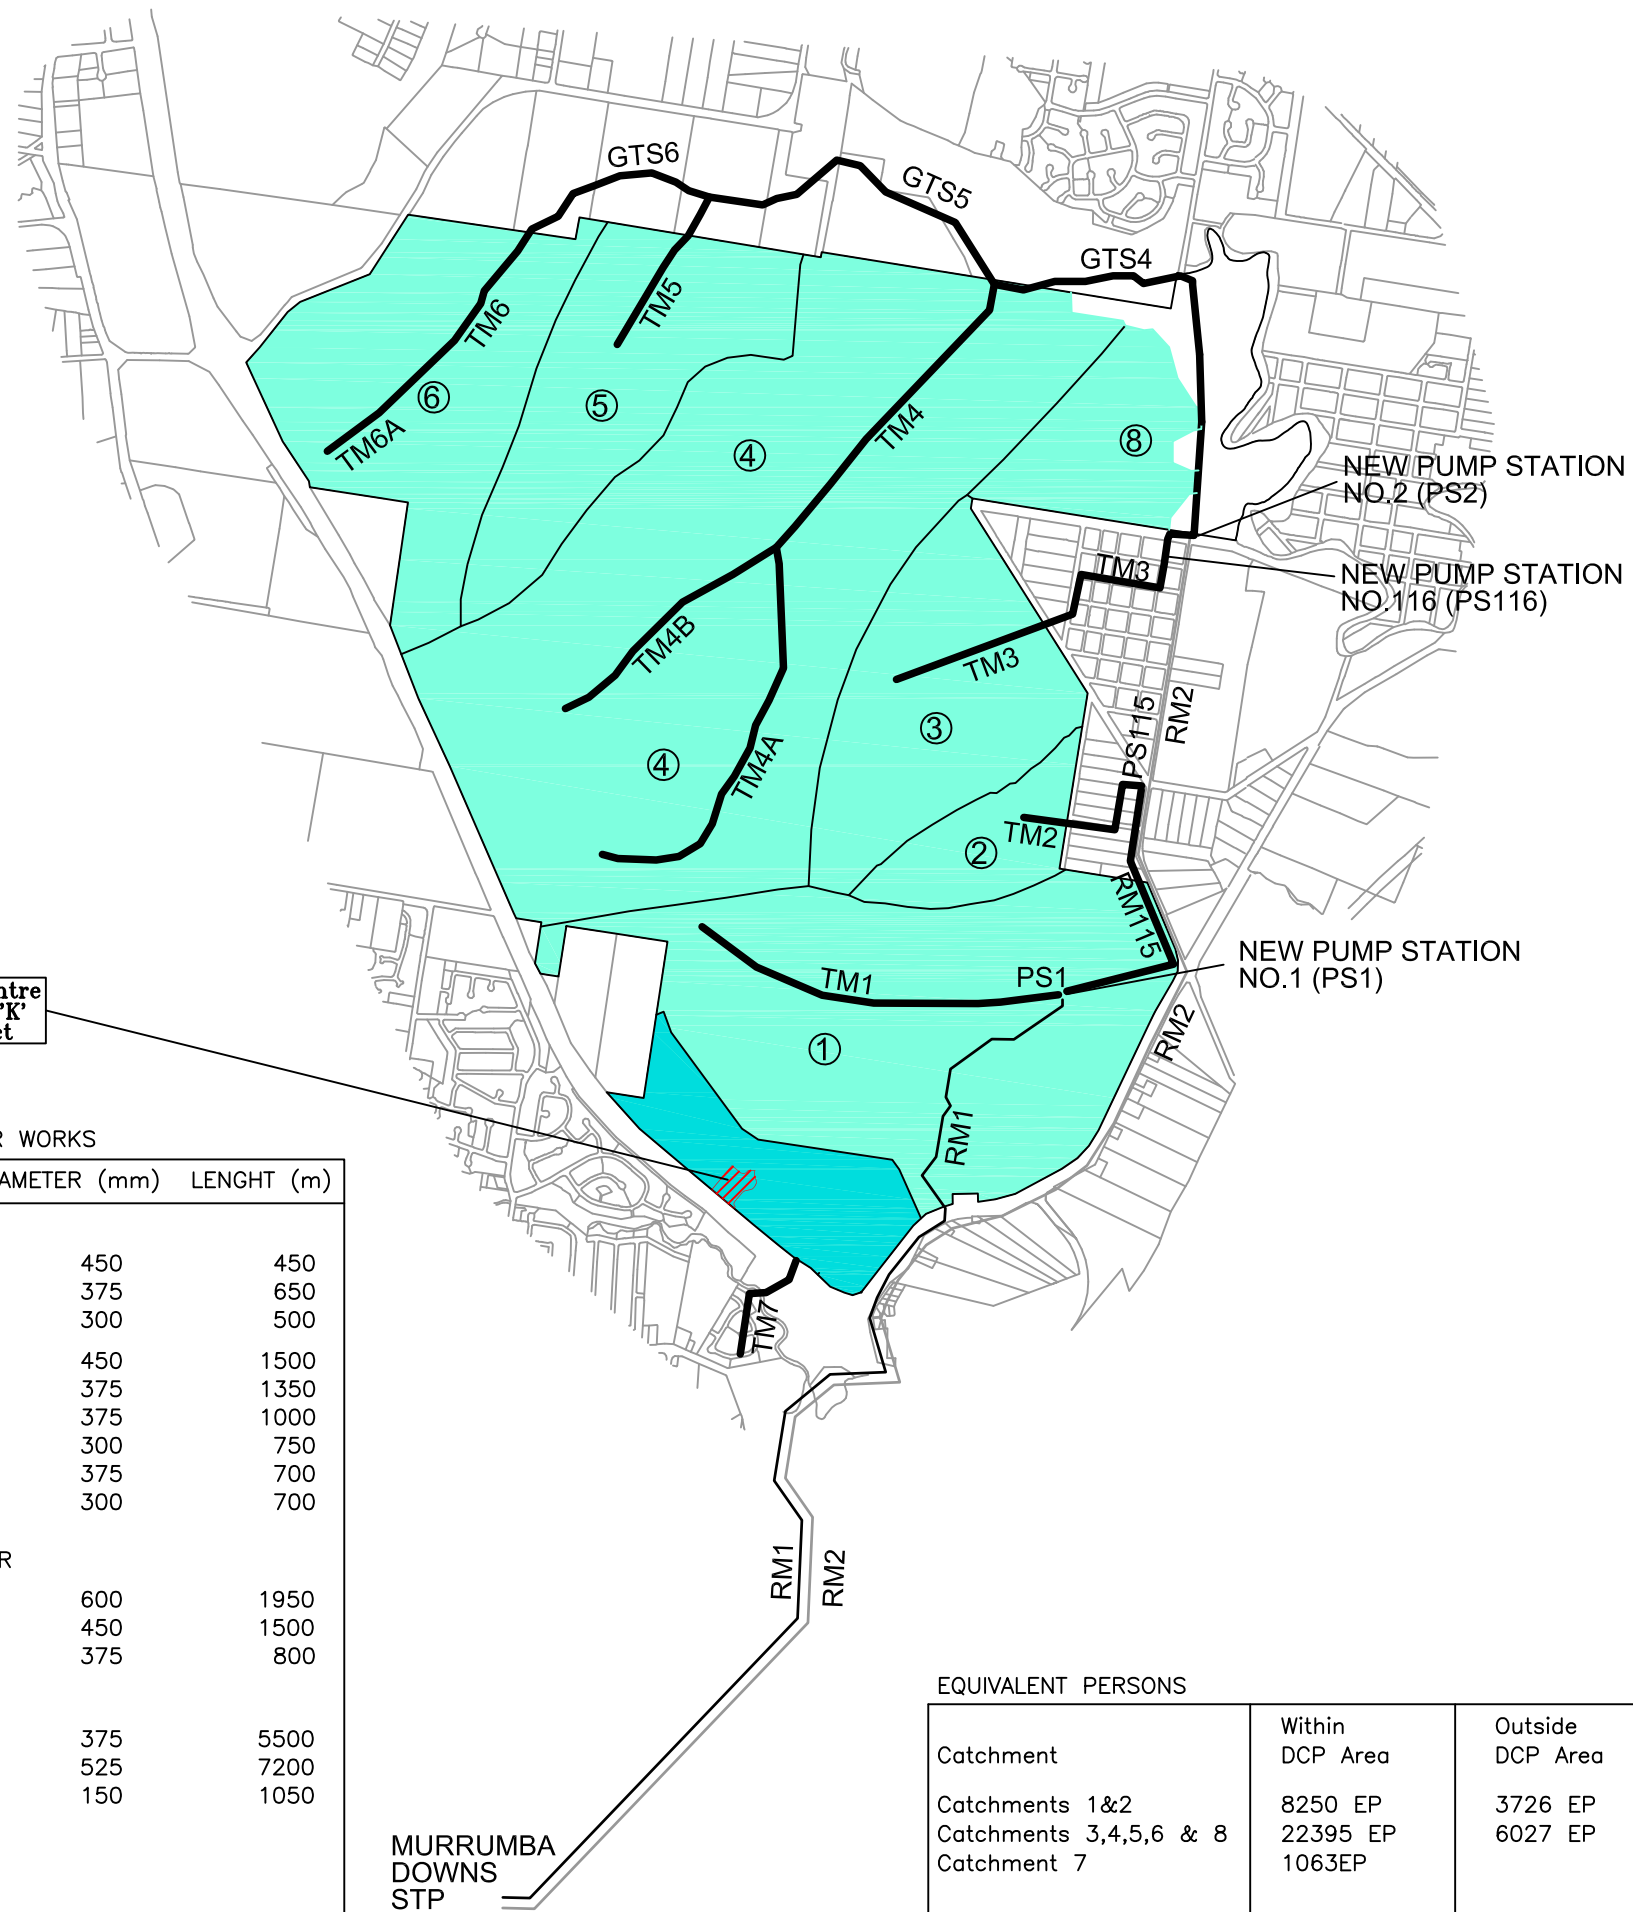 GTS6
GTS5
GTS4
TM5
TM6
TM6A
⑥
⑤
④
TM4
⑧
NEW PUMP STATION
NO.2 (PS2)
TM3
NEW PUMP STATION
NO.116 (PS116)
TM4B
TM3
PS115
RM2
③
④
TM4A
TM2
②
RM115
NEW PUMP STATION
NO.1 (PS1)
TM1
PS1
RM2
①
RM1
'K'
WORKS
(mm) LENGHT (m)
450 450
375 650
300 500
450 1500
375 1350
375 1000
300 750
375 700
300 700
600 1950
450 1500
375 800
375 5500
525 7200
150 1050
TM7
RM1
RM2
MURRUMBA
DOWNS
STP
EQUIVALENT PERSONS
Catchment Within DCP Area Outside DCP Area
Catchments 1&2 8250 EP 3726 EP
Catchments 3,4,5,6 & 8 22395 EP 6027 EP
Catchment 7 1063EP